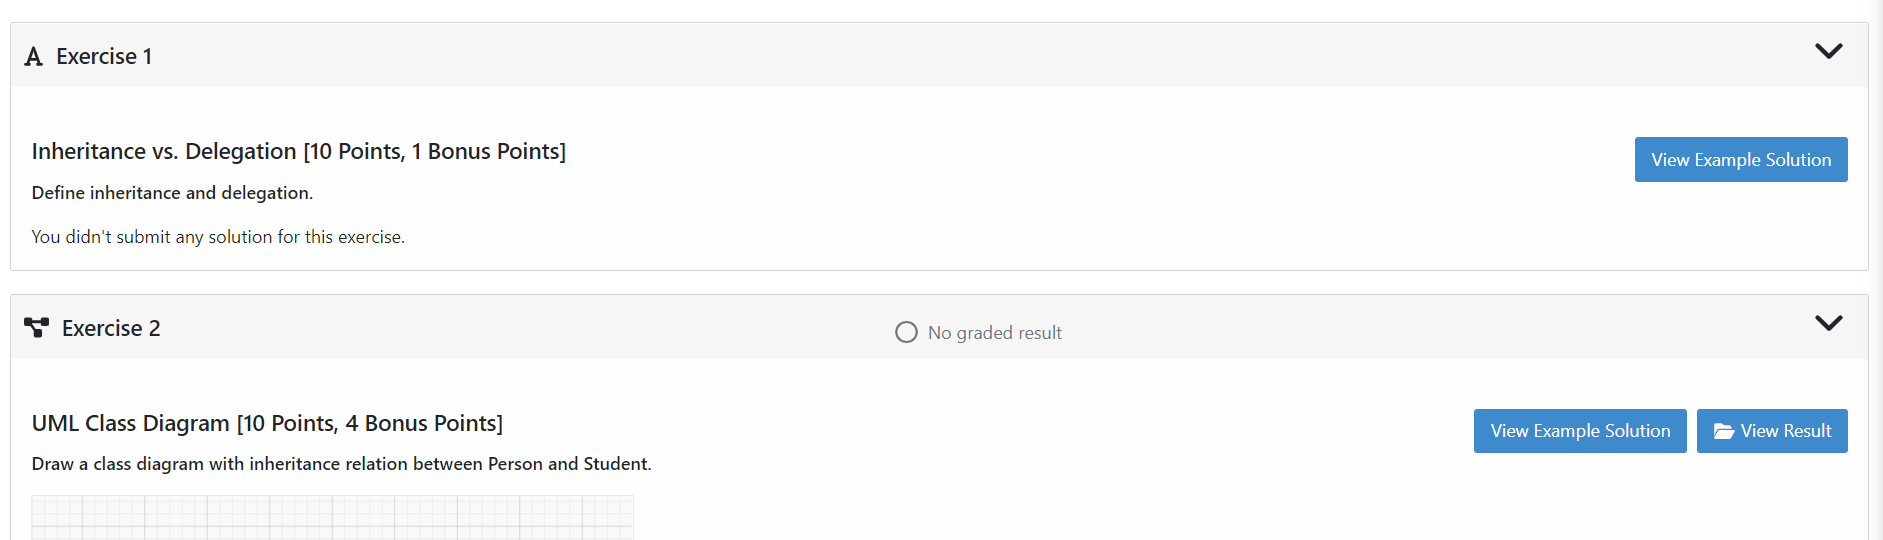 Exercise 1
Inheritance vs. Delegation [10 Points, 1 Bonus Points]
View Example Solution
Define inheritance and delegation.
You didn't submit any solution for this exercise.
Exercise 2
No graded result
UML Class Diagram [10 Points, 4 Bonus Points]
View Example Solution
View Result
Draw a class diagram with inheritance relation between Person and Student.